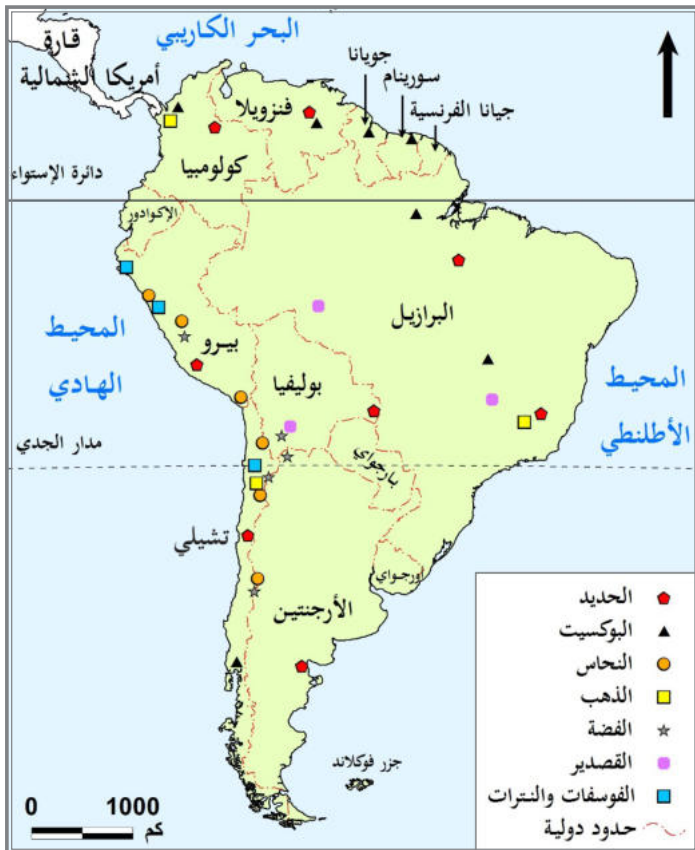 البحر الكاريبي
قارة
أمريكا الشمالية
جويانا
سورينام
جيانا الفرنسية
فنزويلا
كولومبيا
دائرة الإستواء
الإكوادور
البرازيل
المحيط
الهادي
بيرو
بوليفيا
المحيط
الأطلنطي
مدار الجدي
بارجواي
تشيلي
أورجواي
الأرجنتين
الحديد
البوكسيت
النحاس
الذهب
الفضة
القصدير
الفوسفات والنترات
حدود دولية
جزر فوكلاند
0 1000
كم